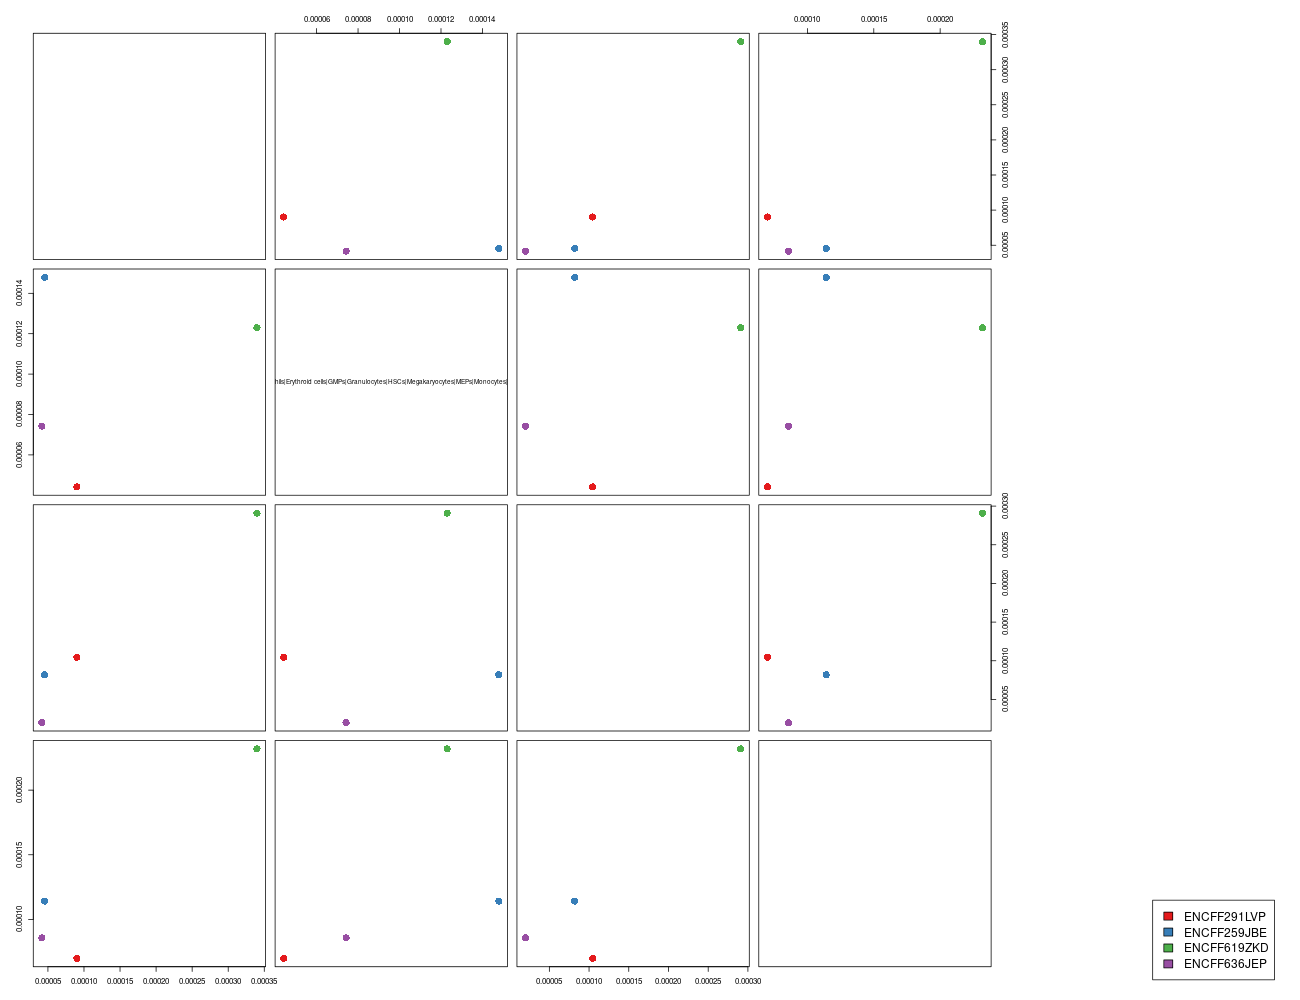 0.00006 0.00008 0.00010 0.00012 0.00014
0.00010 0.00015 0.00020
0.00005 0.00010 0.00015 0.00020 0.00025 0.00030 0.00035
0.00006 0.00008 0.00010 0.00012 0.00014
hils|Erythroid cells|GMPs|Granulocytes|HSCs|Megakaryocytes|MEPs|Monocytes|
0.00005 0.00010 0.00015 0.00020 0.00025 0.00030
0.00010 0.00015 0.00020
0.00005 0.00010 0.00015 0.00020 0.00025 0.00030 0.00035
0.00005 0.00010 0.00015 0.00020 0.00025 0.00030
ENCFF291LVP
ENCFF259JBE
ENCFF619ZKD
ENCFF636JEP